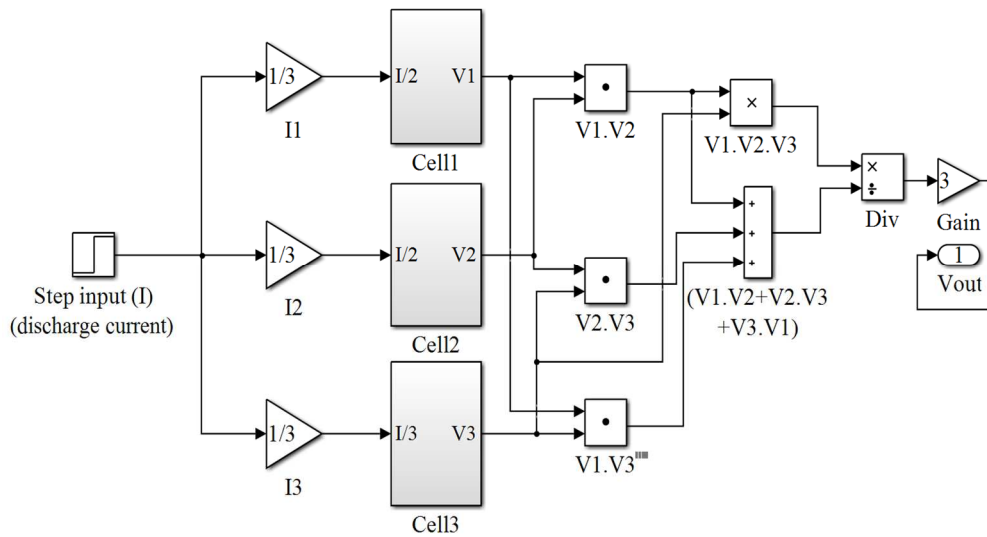 Step input (I)
(discharge current)
1/3
I1
1/3
I2
1/3
I3
I/2 V1
Cell1
I/2 V2
Cell2
I/3 V3
Cell3
V1.V2
V2.V3
V1.V3
×
V1.V2.V3
+
+
+
(V1.V2+V2.V3
+V3.V1)
×
÷
Div
3
Gain
1
Vout